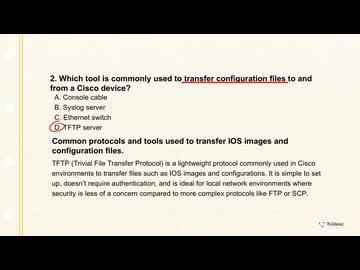 2. Which tool is commonly used to transfer configuration files to and
from a Cisco device?
A. Console cable
B. Syslog server
C. Ethernet switch
D. TFTP server
Common protocols and tools used to transfer IOS images and
configuration files.
TFTP (Trivial File Transfer Protocol) is a lightweight protocol commonly used in Cisco
environments to transfer files such as IOS images and configurations. It is simple to set
up, doesn't require authentication, and is ideal for local network environments where
security is less of a concern compared to more complex protocols like FTP or SCP.
Killtest